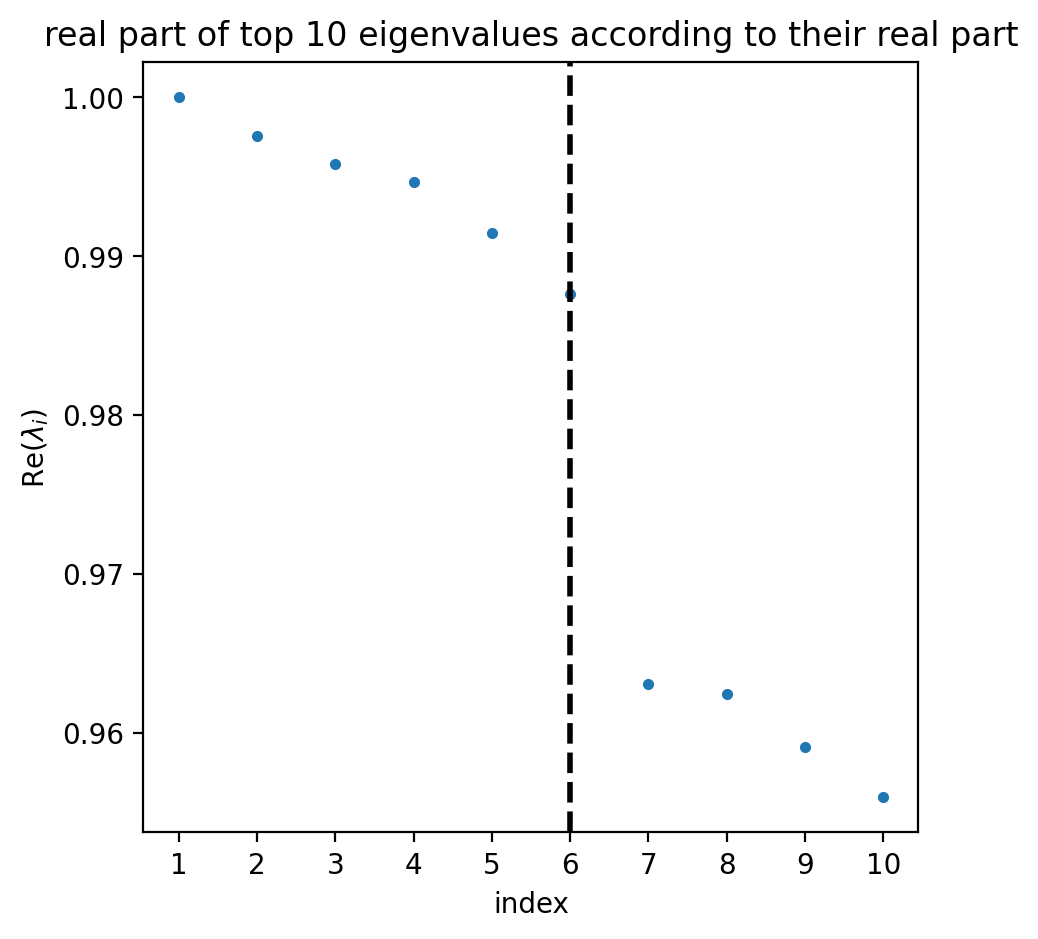 real part of top 10 eigenvalues according to their real part
1.00
0.99
0.98
0.97
0.96
Re(λᵢ)
1 2 3 4 5 6 7 8 9 10
index